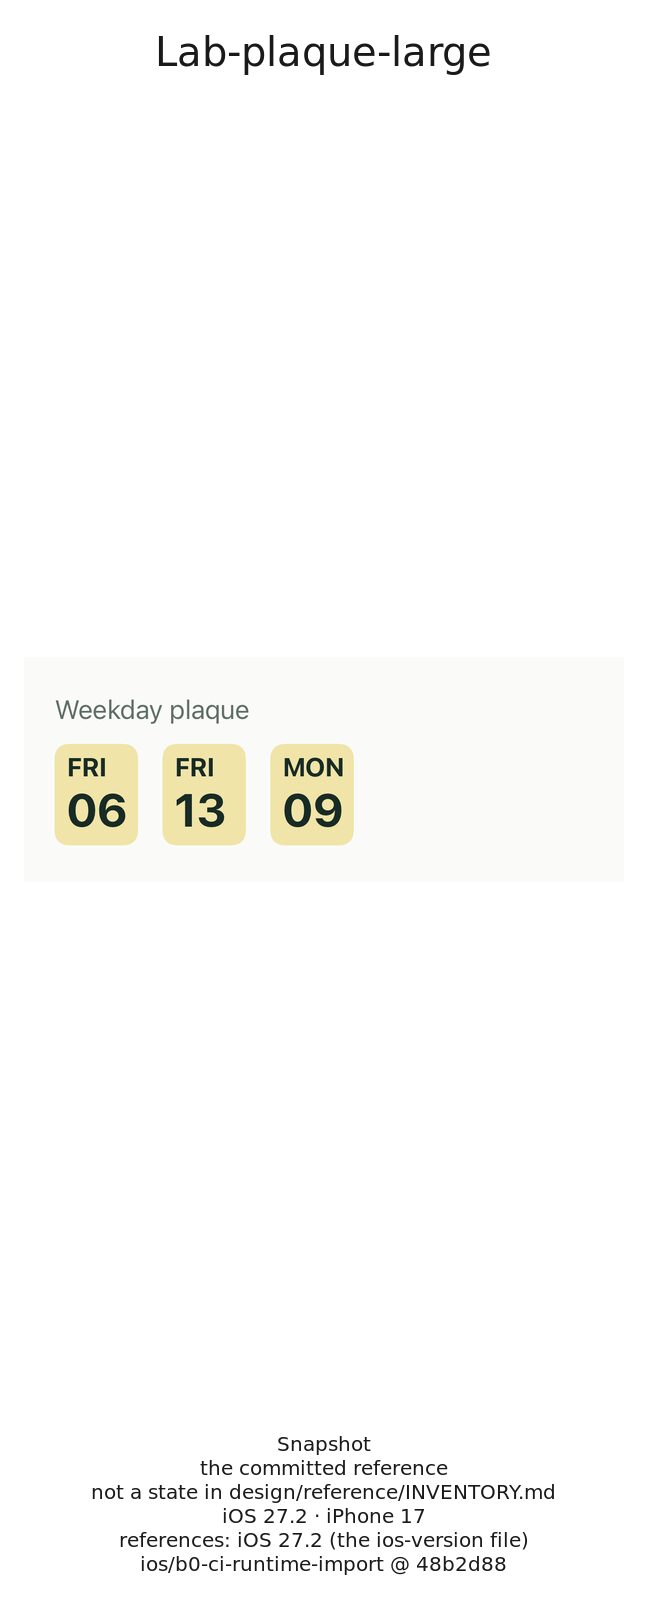 Lab-plaque-large
Weekday plaque
FRI FRI MON
06 13 09
Snapshot
the committed reference
not a state in design/reference/INVENTORY.md
iOS 27.2 · iPhone 17
references: iOS 27.2 (the ios-version file)
ios/b0-ci-runtime-import @ 48b2d88